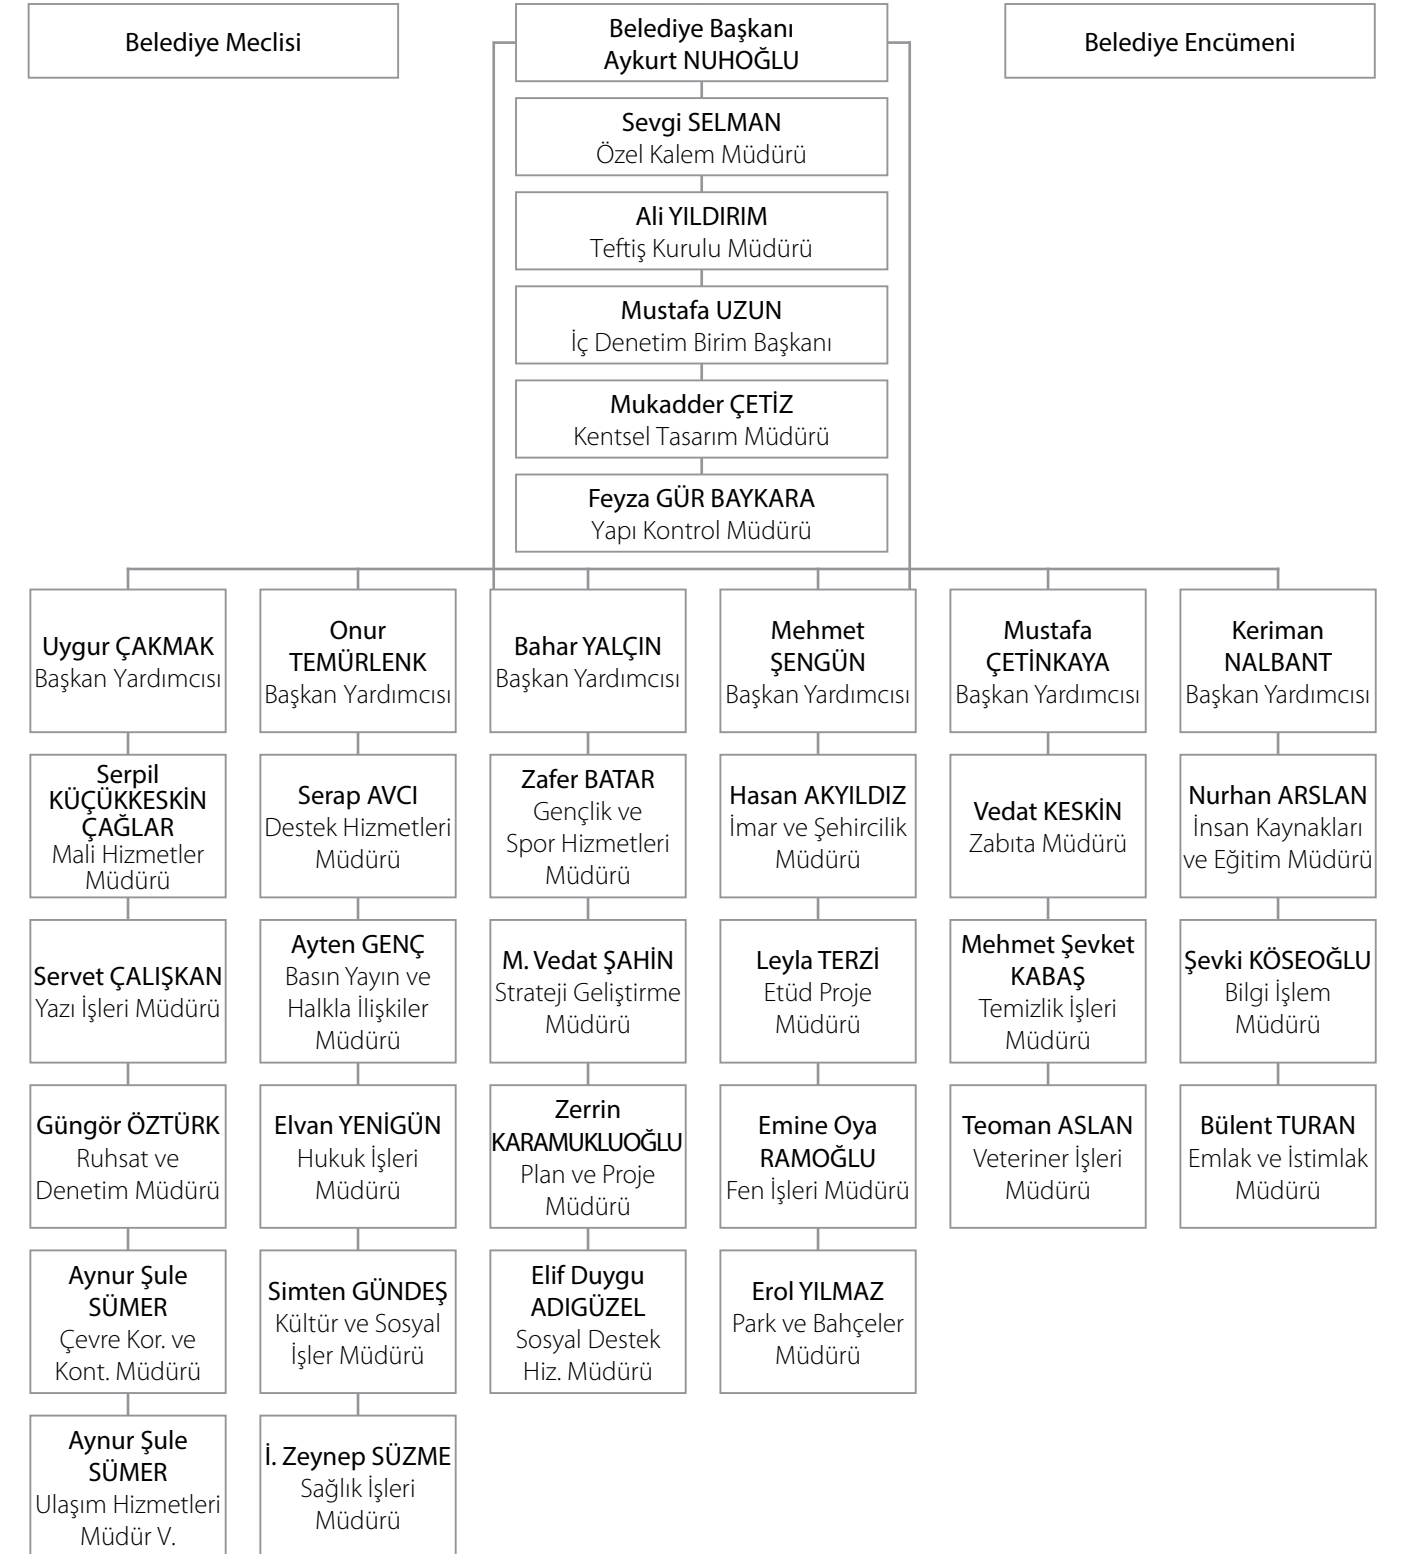 Belediye Meclisi
Belediye Başkanı
Aykurt NUHOĞLU
Belediye Encümeni
Sevgi SELMAN
Özel Kalem Müdürü
Ali YILDIRIM
Teftiş Kurulu Müdürü
Mustafa UZUN
İç Denetim Birim Başkanı
Mukadder ÇETİZ
Kentsel Tasarım Müdürü
Feyza GÜR BAYKARA
Yapı Kontrol Müdürü
Uygur ÇAKMAK
Başkan Yardımcısı
Onur
TEMÜRLENK
Başkan Yardımcısı
Bahar YALÇIN
Başkan Yardımcısı
Mehmet
ŞENGÜN
Başkan Yardımcısı
Mustafa
ÇETİNKAYA
Başkan Yardımcısı
Keriman
NALBANT
Başkan Yardımcısı
Serpil
KÜÇÜKKESKİN
ÇAĞLAR
Mali Hizmetler
Müdürü
Serap AVCI
Destek Hizmetleri
Müdürü
Zafer BATAR
Gençlik ve
Spor Hizmetleri
Müdürü
Hasan AKYILDIZ
İmar ve Şehircilik
Müdürü
Vedat KESKİN
Zabıta Müdürü
Nurhan ARSLAN
İnsan Kaynakları
ve Eğitim Müdürü
Servet ÇALIŞKAN
Yazı İşleri Müdürü
Ayten GENÇ
Basın Yayın ve
Halkla İlişkiler
Müdürü
M. Vedat ŞAHİN
Strateji Geliştirme
Müdürü
Leyla TERZİ
Etüd Proje
Müdürü
Mehmet Şevket
KABAŞ
Temizlik İşleri
Müdürü
Şevki KÖSEOĞLU
Bilgi İşlem
Müdürü
Güngör ÖZTÜRK
Ruhsat ve
Denetim Müdürü
Elvan YENİGÜN
Hukuk İşleri
Müdürü
Zerrin
KARAMUKLUOĞLU
Plan ve Proje
Müdürü
Emine Oya
RAMOĞLU
Fen İşleri Müdürü
Teoman ASLAN
Veteriner İşleri
Müdürü
Bülent TURAN
Emlak ve İstimlak
Müdürü
Aynur Şule
SÜMER
Çevre Kor. ve
Kont. Müdürü
Simten GÜNDEŞ
Kültür ve Sosyal
İşler Müdürü
Elif Duygu
ADIGÜZEL
Sosyal Destek
Hiz. Müdürü
Erol YILMAZ
Park ve Bahçeler
Müdürü
Aynur Şule
SÜMER
Ulaşım Hizmetleri
Müdür V.
İ. Zeynep SÜZME
Sağlık İşleri
Müdürü